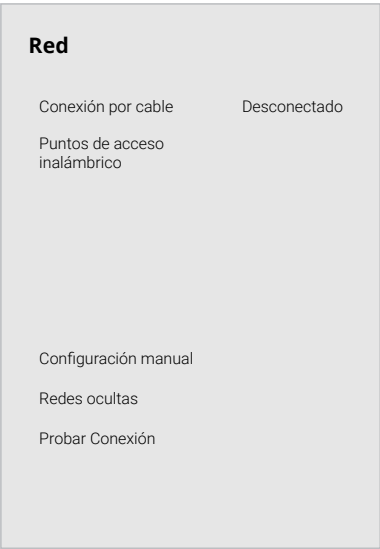 Red
Conexión por cable Desconectado
Puntos de acceso
inalámbrico
Configuración manual
Redes ocultas
Probar Conexión